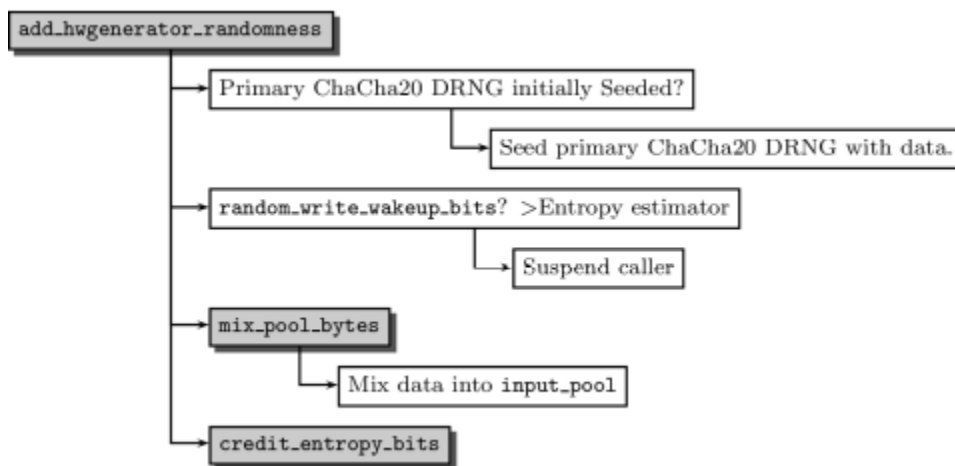 add_hwgenerator_randomness
Primary ChaCha20 DRNG initially Seeded?
Seed primary ChaCha20 DRNG with data.
random_write_wakeup_bits? >Entropy estimator
Suspend caller
mix_pool_bytes
Mix data into input_pool
credit_entropy_bits